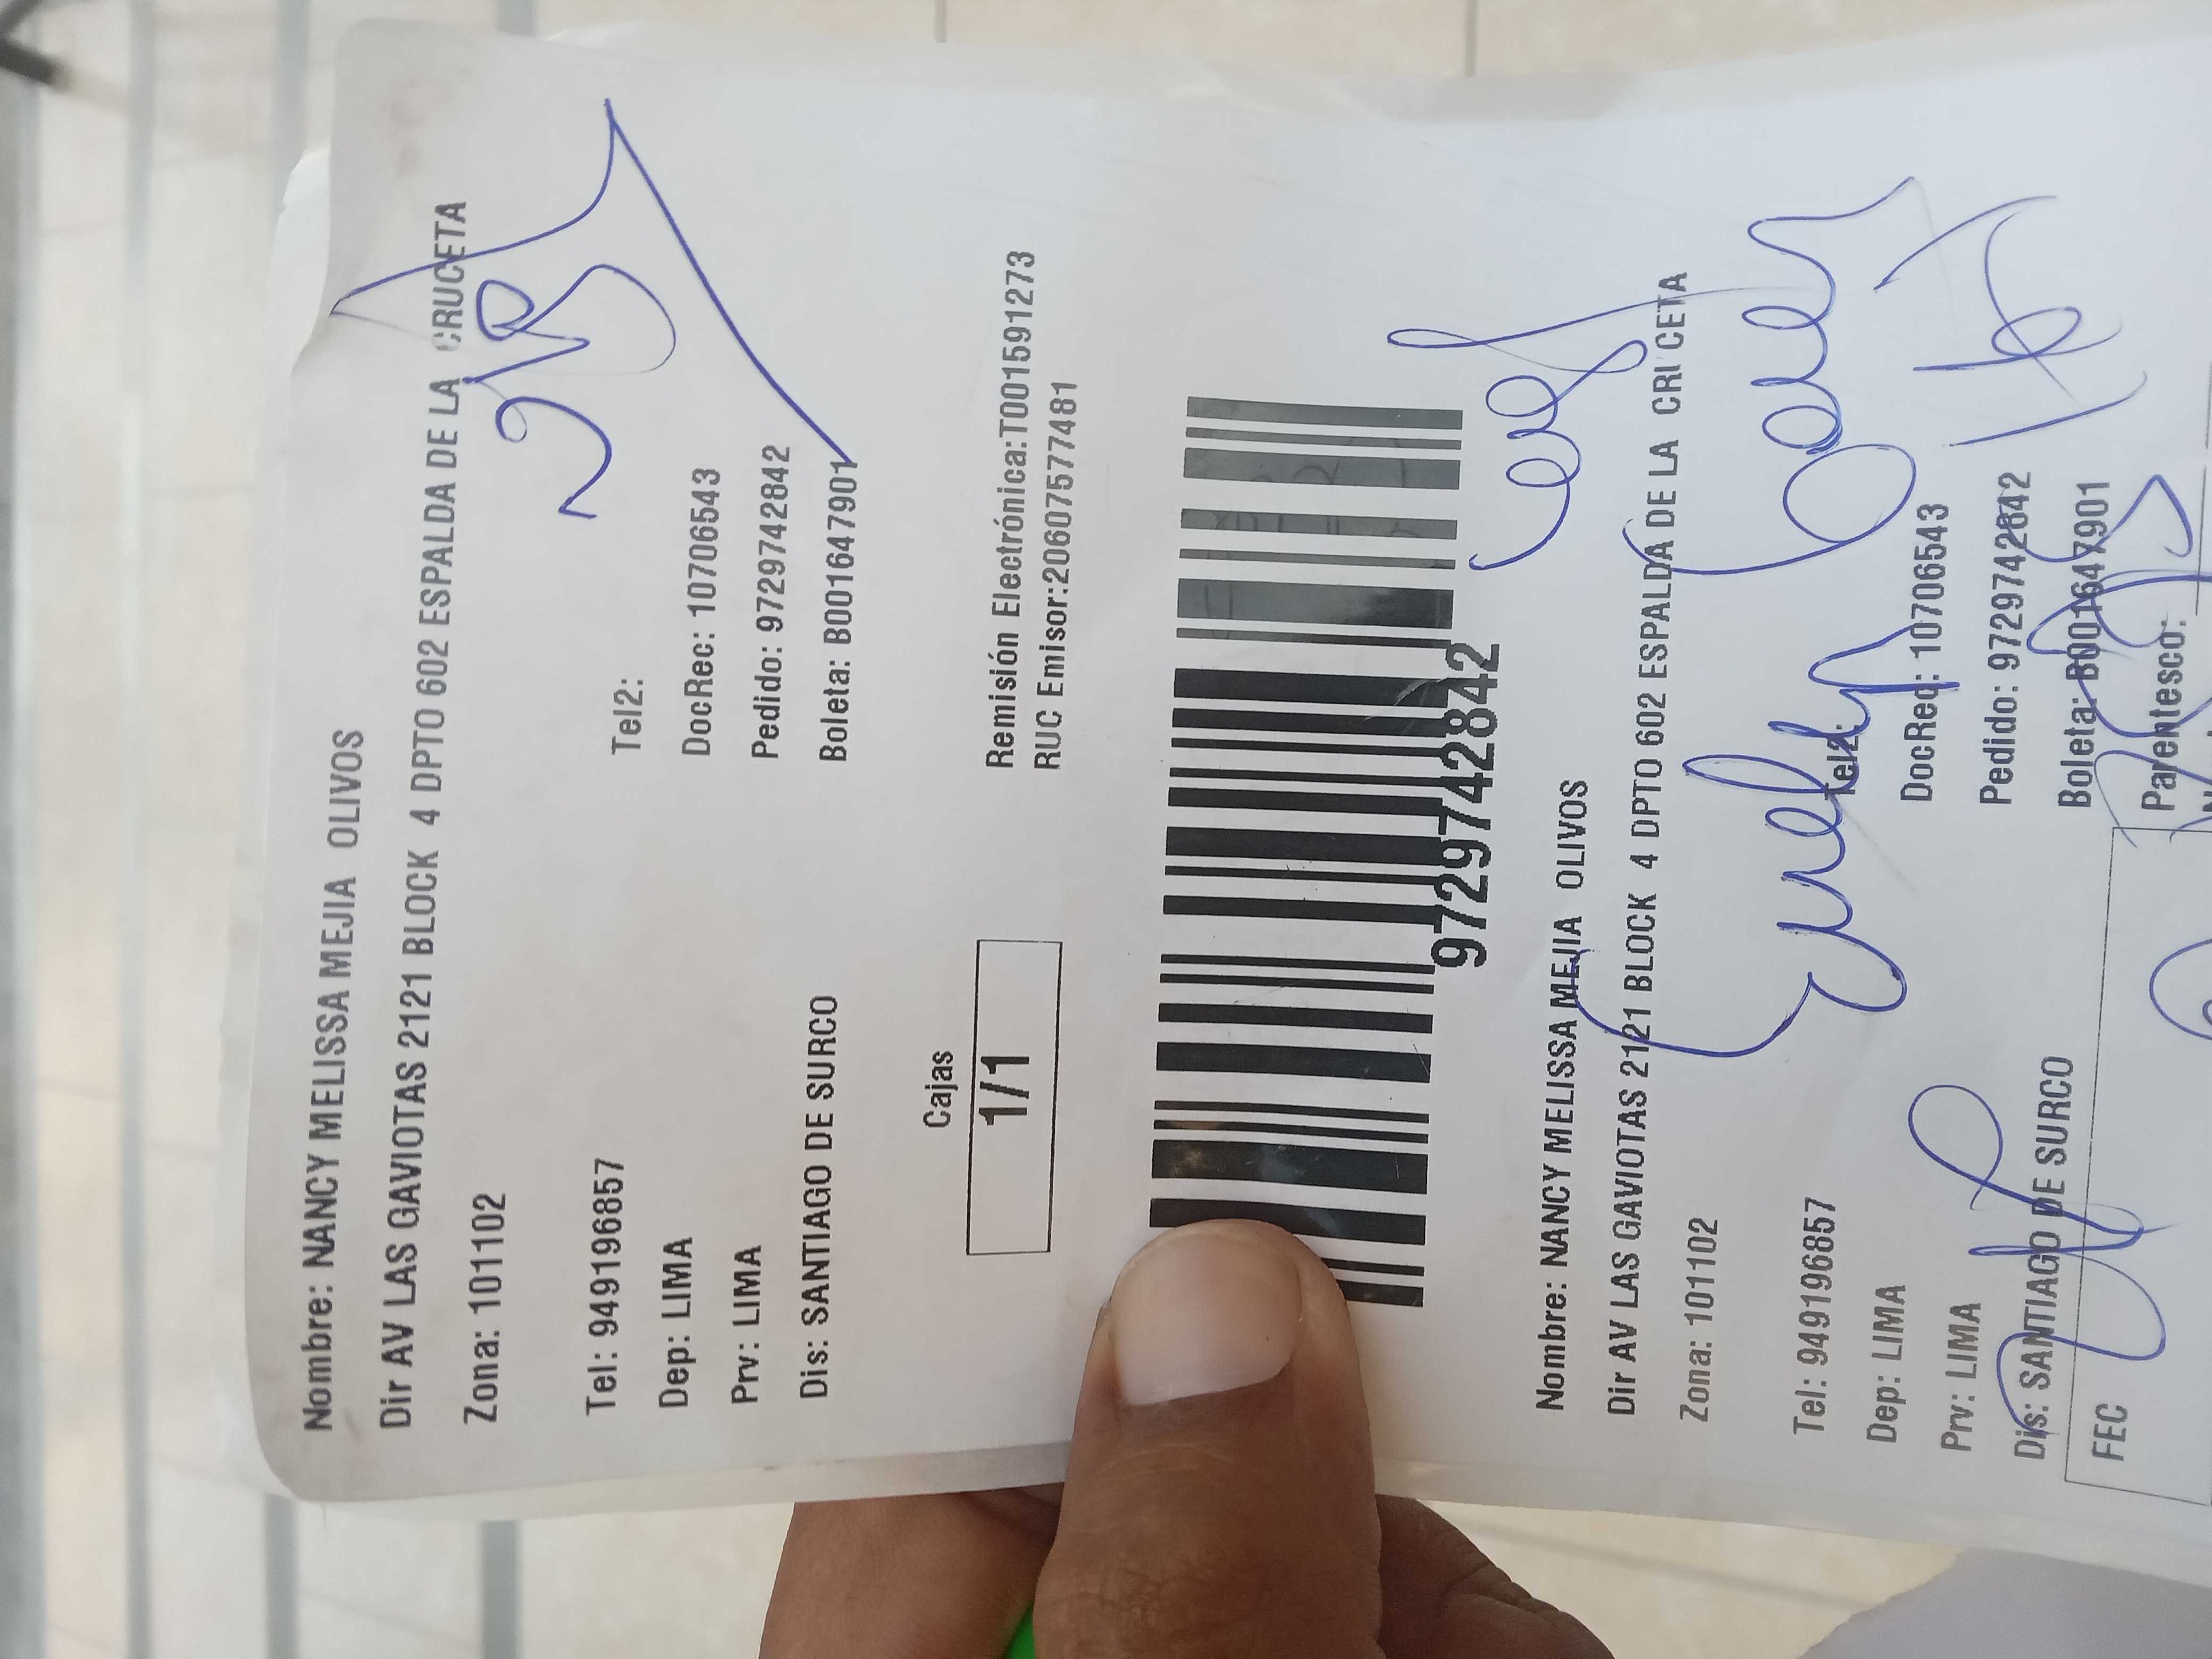 Nombre: NANCY MELISSA MEJIA OLIVOS
Dir AV LAS GAVIOTAS 2121 BLOCK 4 DPTO 602 ESPALDA DE LA CRUCETA
Zona: 101102
Tel: 949196857 Tel2:
Dep: LIMA DocRec: 10706543
Prv: LIMA Pedido: 9729742842
Dis: SANTIAGO DE SURCO Boleta: B001647901
Cajas
1/1
Remisión Electrónica:T001591273
RUC Emisor:20607577481
9729742842
Nombre: NANCY MELISSA MEJIA OLIVOS
Dir AV LAS GAVIOTAS 2121 BLOCK 4 DPTO 602 ESPALDA DE LA CRUCETA
Zona: 101102
Tel: 949196857 Tel2:
Dep: LIMA DocRec: 10706543
Prv: LIMA Pedido: 9729742842
Dis: SANTIAGO DE SURCO Boleta: B001647901
FEC Parentesco: